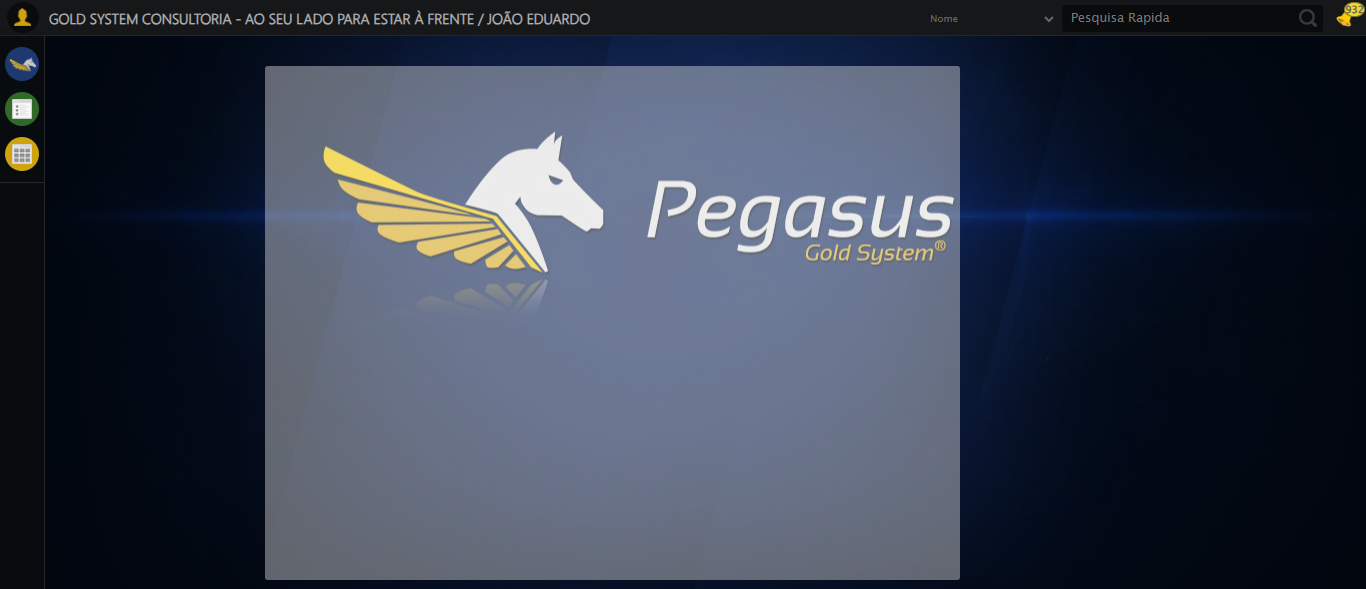 GOLD SYSTEM CONSULTORIA - AO SEU LADO PARA ESTAR À FRENTE / JOÃO EDUARDO
Nome
Pesquisa Rapida
932
Pegasus
Gold System®